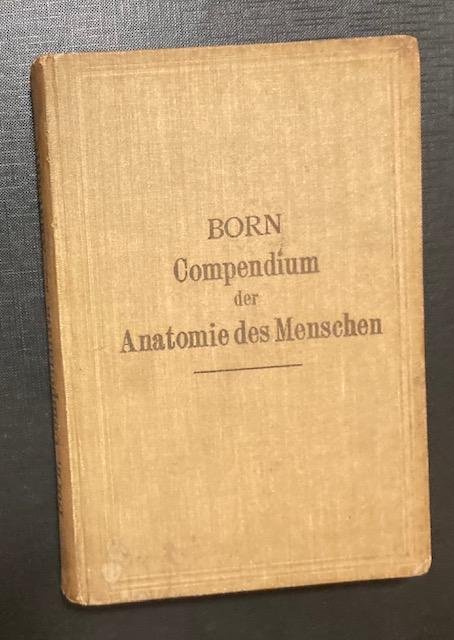 BORN
Compendium
der
Anatomie des Menschen